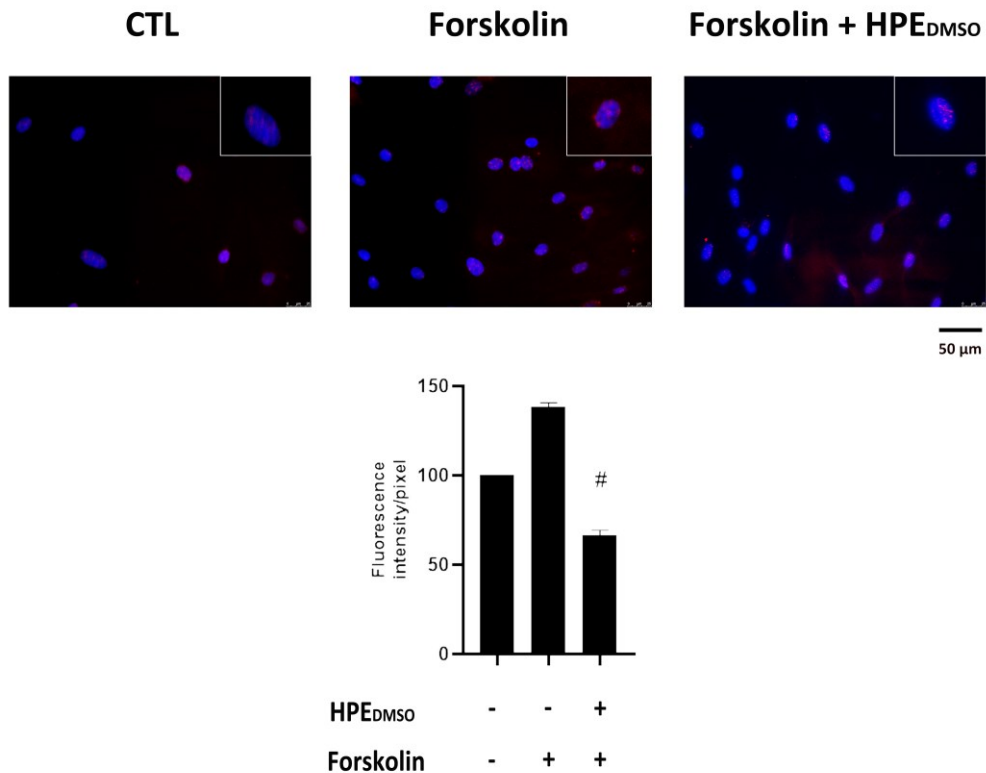 CTL Forskolin Forskolin + HPEDMSO
50 µm
150
100
50
0
Fluorescence
intensity/pixel
#
HPEDMSO - - +
Forskolin - + +